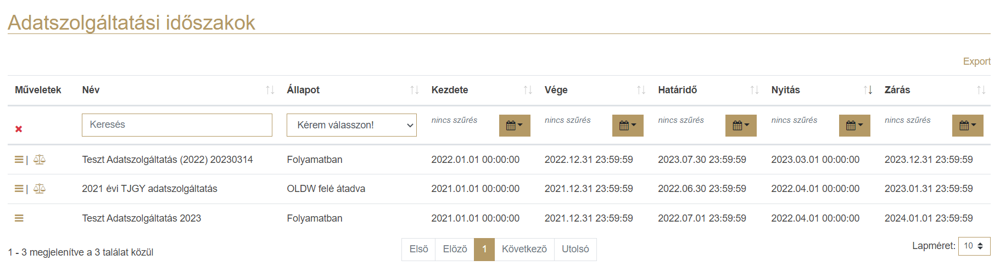 Adatszolgáltatási időszakok
Export
Műveletek Név Állapot Kezdete Vége Határidő Nyitás Zárás
Keresés Kérem válasszon! nincs szűrés nincs szűrés nincs szűrés nincs szűrés nincs szűrés
| Teszt Adatszolgáltatás (2022) 20230314 Folyamatban 2022.01.01 00:00:00 2022.12.31 23:59:59 2023.07.30 23:59:59 2023.03.01 00:00:00 2023.12.31 23:59:59
| 2021 évi TJGY adatszolgáltatás OLDW felé átadva 2021.01.01 00:00:00 2021.12.31 23:59:59 2022.06.30 23:59:59 2022.04.01 00:00:00 2023.01.31 23:59:59
Teszt Adatszolgáltatás 2023 Folyamatban 2021.01.01 00:00:00 2021.12.31 23:59:59 2022.07.01 23:59:59 2022.04.01 00:00:00 2024.01.01 23:59:59
1 - 3 megjelenítve a 3 találat közül Első Előző 1 Következő Utolsó Lapméret: 10